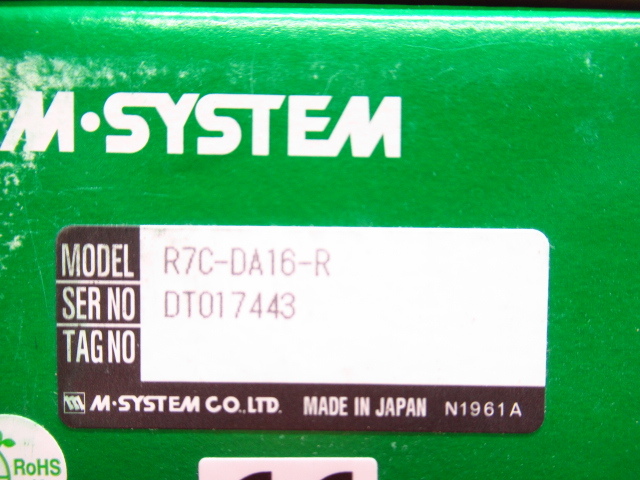 M·SYSTEM
MODEL R7C-DA16-R
SER NO DT017443
TAG NO
M·SYSTEM CO.,LTD. MADE IN JAPAN N1961A
RoHS